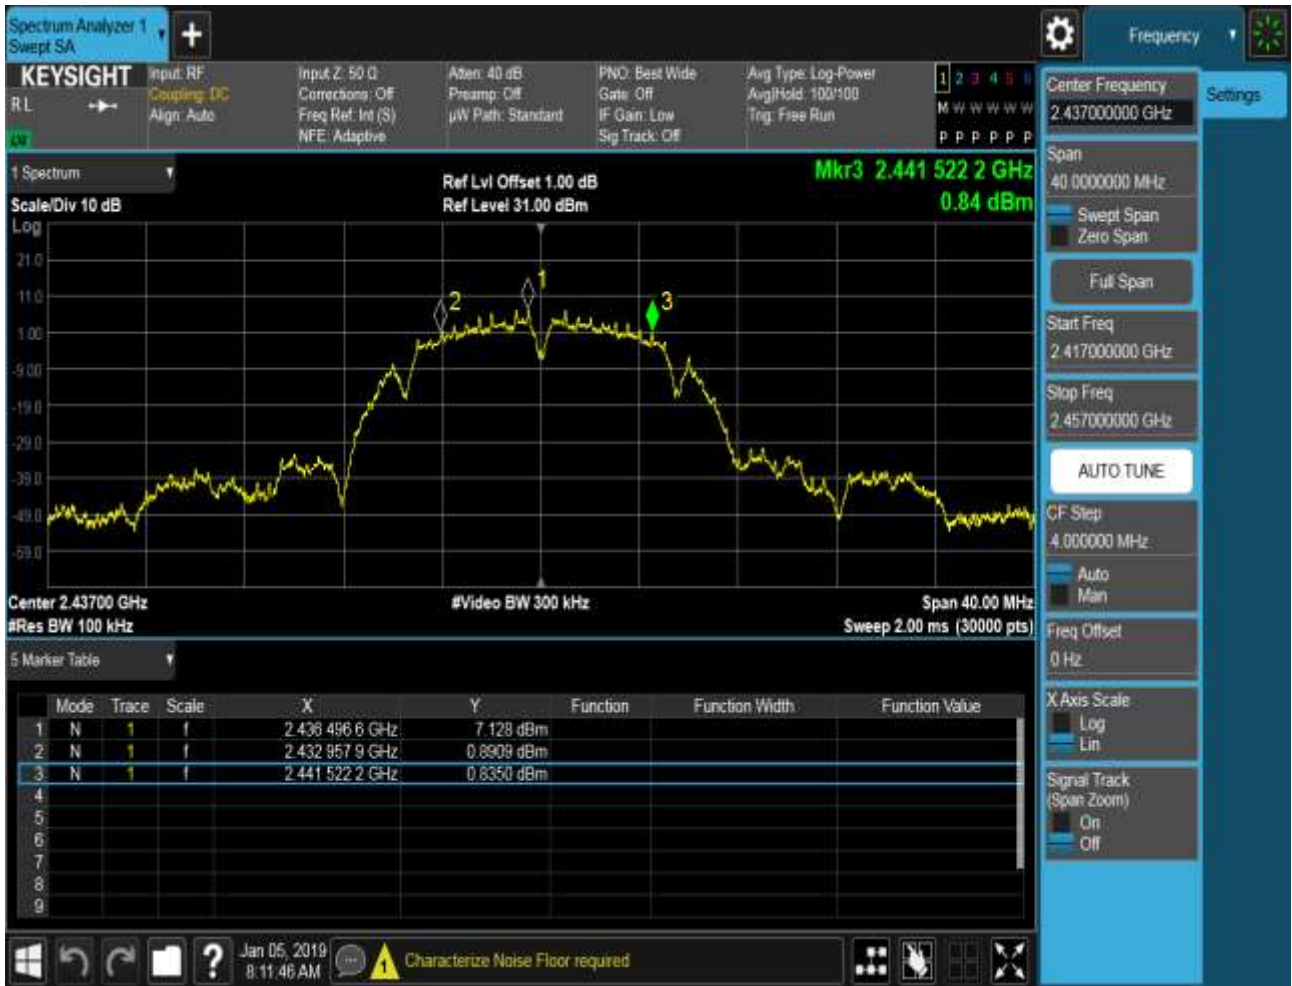 Spectrum Analyzer 1
Swept SA
Frequency
KEYSIGHT
RL
LXI
Input: RF
Coupling: DC
Align: Auto
Input Z: 50 Ω
Corrections: Off
Freq Ref: Int (S)
NFE: Adaptive
Atten: 40 dB
Preamp: Off
µW Path: Standard
PNO: Best Wide
Gate: Off
IF Gain: Low
Sig Track: Off
Avg Type: Log-Power
Avg|Hold: 100/100
Trig: Free Run
1 2 3 4 5 6
M W W W W W
P P P P P P
Center Frequency
2.437000000 GHz
Settings
Span
40.0000000 MHz
Swept Span
Zero Span
Full Span
Start Freq
2.417000000 GHz
Stop Freq
2.457000000 GHz
AUTO TUNE
CF Step
4.000000 MHz
Auto
Man
Freq Offset
0 Hz
X Axis Scale
Log
Lin
Signal Track
(Span Zoom)
On
Off
1 Spectrum
Scale/Div 10 dB
Ref Lvl Offset 1.00 dB
Ref Level 31.00 dBm
Mkr3 2.441 522 2 GHz
0.84 dBm
Log
21.0
11.0
1.00
-9.00
-19.0
-29.0
-39.0
-49.0
-59.0
1
2
3
Center 2.43700 GHz
#Res BW 100 kHz
#Video BW 300 kHz
Span 40.00 MHz
Sweep 2.00 ms (30000 pts)
5 Marker Table
Mode Trace Scale X Y Function Function Width Function Value
1 N 1 f 2.436 496 6 GHz 7.128 dBm
2 N 1 f 2.432 957 9 GHz 0.8909 dBm
3 N 1 f 2.441 522 2 GHz 0.8350 dBm
4
5
6
7
8
9
?
Jan 05, 2019
8:11:46 AM
1
Characterize Noise Floor required